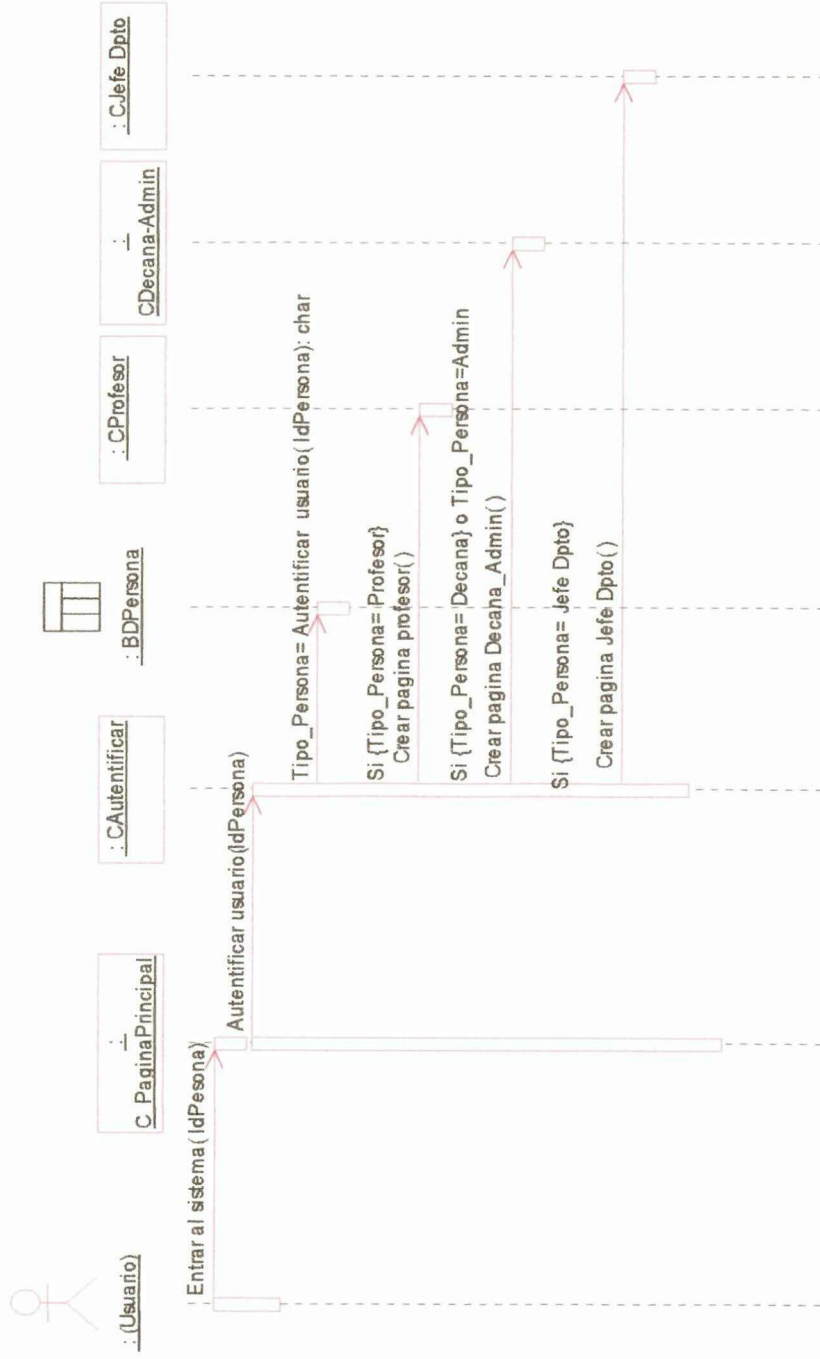 : (Usuario)
:
C_PaginaPrincipal
: CAutentificar
: BDPersona
: CProfesor
:
CDecana-Admin
: CJefe Dpto
Entrar al sistema( IdPesona)
Autentificar usuario(IdPersona)
Tipo_Persona= Autentificar usuario( IdPersona): char
Si {Tipo_Persona= Profesor}
Crear pagina profesor( )
Si {Tipo_Persona= Decana} o Tipo_Persona=Admin
Crear pagina Decana_Admin( )
Si {Tipo_Persona= Jefe Dpto}
Crear pagina Jefe Dpto( )